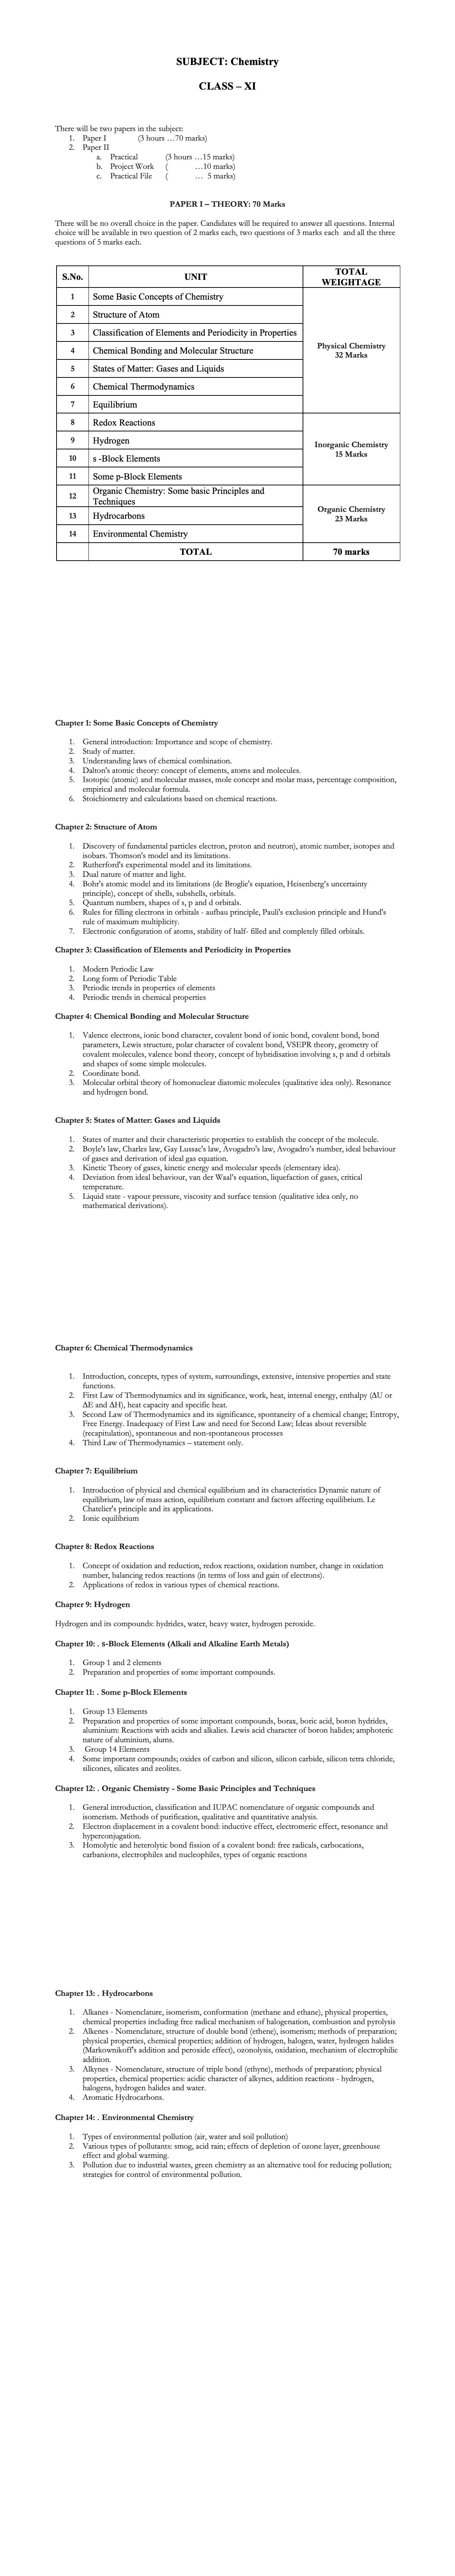 SUBJECT: Chemistry
CLASS – XI
There will be two papers in the subject:
1. Paper I (3 hours …70 marks)
2. Paper II
a. Practical (3 hours …15 marks)
b. Project Work ( …10 marks)
c. Practical File ( … 5 marks)
PAPER I – THEORY: 70 Marks
There will be no overall choice in the paper. Candidates will be required to answer all questions. Internal
choice will be available in two question of 2 marks each, two questions of 3 marks each and all the three
questions of 5 marks each.
S.No. UNIT TOTAL
WEIGHTAGE
1 Some Basic Concepts of Chemistry
2 Structure of Atom
3 Classification of Elements and Periodicity in Properties
4 Chemical Bonding and Molecular Structure
Physical Chemistry
32 Marks
5 States of Matter: Gases and Liquids
6 Chemical Thermodynamics
7 Equilibrium
8 Redox Reactions
9 Hydrogen
Inorganic Chemistry
15 Marks
10 s -Block Elements
11 Some p-Block Elements
12 Organic Chemistry: Some basic Principles and
Techniques
13 Hydrocarbons
Organic Chemistry
23 Marks
14 Environmental Chemistry
TOTAL 70 marks
Chapter 1: Some Basic Concepts of Chemistry
1. General introduction: Importance and scope of chemistry.
2. Study of matter.
3. Understanding laws of chemical combination.
4. Dalton's atomic theory: concept of elements, atoms and molecules.
5. Isotopic (atomic) and molecular masses, mole concept and molar mass, percentage composition,
empirical and molecular formula.
6. Stoichiometry and calculations based on chemical reactions.
Chapter 2: Structure of Atom
1. Discovery of fundamental particles electron, proton and neutron), atomic number, isotopes and
isobars. Thomson's model and its limitations.
2. Rutherford's experimental model and its limitations.
3. Dual nature of matter and light.
4. Bohr's atomic model and its limitations (de Broglie's equation, Heisenberg's uncertainty
principle), concept of shells, subshells, orbitals.
5. Quantum numbers, shapes of s, p and d orbitals.
6. Rules for filling electrons in orbitals - aufbau principle, Pauli's exclusion principle and Hund's
rule of maximum multiplicity.
7. Electronic configuration of atoms, stability of half- filled and completely filled orbitals.
Chapter 3: Classification of Elements and Periodicity in Properties
1. Modern Periodic Law
2. Long form of Periodic Table
3. Periodic trends in properties of elements
4. Periodic trends in chemical properties
Chapter 4: Chemical Bonding and Molecular Structure
1. Valence electrons, ionic bond character, covalent bond of ionic bond, covalent bond, bond
parameters, Lewis structure, polar character of covalent bond, VSEPR theory, geometry of
covalent molecules, valence bond theory, concept of hybridisation involving s, p and d orbitals
and shapes of some simple molecules.
2. Coordinate bond.
3. Molecular orbital theory of homonuclear diatomic molecules (qualitative idea only). Resonance
and hydrogen bond.
Chapter 5: States of Matter: Gases and Liquids
1. States of matter and their characteristic properties to establish the concept of the molecule.
2. Boyle's law, Charles law, Gay Lussac's law, Avogadro's law, Avogadro's number, ideal behaviour
of gases and derivation of ideal gas equation.
3. Kinetic Theory of gases, kinetic energy and molecular speeds (elementary idea).
4. Deviation from ideal behaviour, van der Waal's equation, liquefaction of gases, critical
temperature.
5. Liquid state - vapour pressure, viscosity and surface tension (qualitative idea only, no
mathematical derivations).
Chapter 6: Chemical Thermodynamics
1. Introduction, concepts, types of system, surroundings, extensive, intensive properties and state
functions.
2. First Law of Thermodynamics and its significance, work, heat, internal energy, enthalpy (ΔU or
ΔE and ΔH), heat capacity and specific heat.
3. Second Law of Thermodynamics and its significance, spontaneity of a chemical change; Entropy,
Free Energy. Inadequacy of First Law and need for Second Law; Ideas about reversible
(recapitulation), spontaneous and non-spontaneous processes
4. Third Law of Thermodynamics – statement only.
Chapter 7: Equilibrium
1. Introduction of physical and chemical equilibrium and its characteristics Dynamic nature of
equilibrium, law of mass action, equilibrium constant and factors affecting equilibrium. Le
Chatelier's principle and its applications.
2. Ionic equilibrium
Chapter 8: Redox Reactions
1. Concept of oxidation and reduction, redox reactions, oxidation number, change in oxidation
number, balancing redox reactions (in terms of loss and gain of electrons).
2. Applications of redox in various types of chemical reactions.
Chapter 9: Hydrogen
Hydrogen and its compounds: hydrides, water, heavy water, hydrogen peroxide.
Chapter 10: . s-Block Elements (Alkali and Alkaline Earth Metals)
1. Group 1 and 2 elements
2. Preparation and properties of some important compounds.
Chapter 11: . Some p-Block Elements
1. Group 13 Elements
2. Preparation and properties of some important compounds, borax, boric acid, boron hydrides,
aluminium: Reactions with acids and alkalies. Lewis acid character of boron halides; amphoteric
nature of aluminium, alums.
3. Group 14 Elements
4. Some important compounds; oxides of carbon and silicon, silicon carbide, silicon tetra chloride,
silicones, silicates and zeolites.
Chapter 12: . Organic Chemistry - Some Basic Principles and Techniques
1. General introduction, classification and IUPAC nomenclature of organic compounds and
isomerism. Methods of purification, qualitative and quantitative analysis.
2. Electron displacement in a covalent bond: inductive effect, electromeric effect, resonance and
hyperconjugation.
3. Homolytic and heterolytic bond fission of a covalent bond: free radicals, carbocations,
carbanions, electrophiles and nucleophiles, types of organic reactions
Chapter 13: . Hydrocarbons
1. Alkanes - Nomenclature, isomerism, conformation (methane and ethane), physical properties,
chemical properties including free radical mechanism of halogenation, combustion and pyrolysis
2. Alkenes - Nomenclature, structure of double bond (ethene), isomerism; methods of preparation;
physical properties, chemical properties; addition of hydrogen, halogen, water, hydrogen halides
(Markownikoff's addition and peroxide effect), ozonolysis, oxidation, mechanism of electrophilic
addition.
3. Alkynes - Nomenclature, structure of triple bond (ethyne), methods of preparation; physical
properties, chemical properties: acidic character of alkynes, addition reactions - hydrogen,
halogens, hydrogen halides and water.
4. Aromatic Hydrocarbons.
Chapter 14: . Environmental Chemistry
1. Types of environmental pollution (air, water and soil pollution)
2. Various types of pollutants: smog, acid rain; effects of depletion of ozone layer, greenhouse
effect and global warming.
3. Pollution due to industrial wastes, green chemistry as an alternative tool for reducing pollution;
strategies for control of environmental pollution.